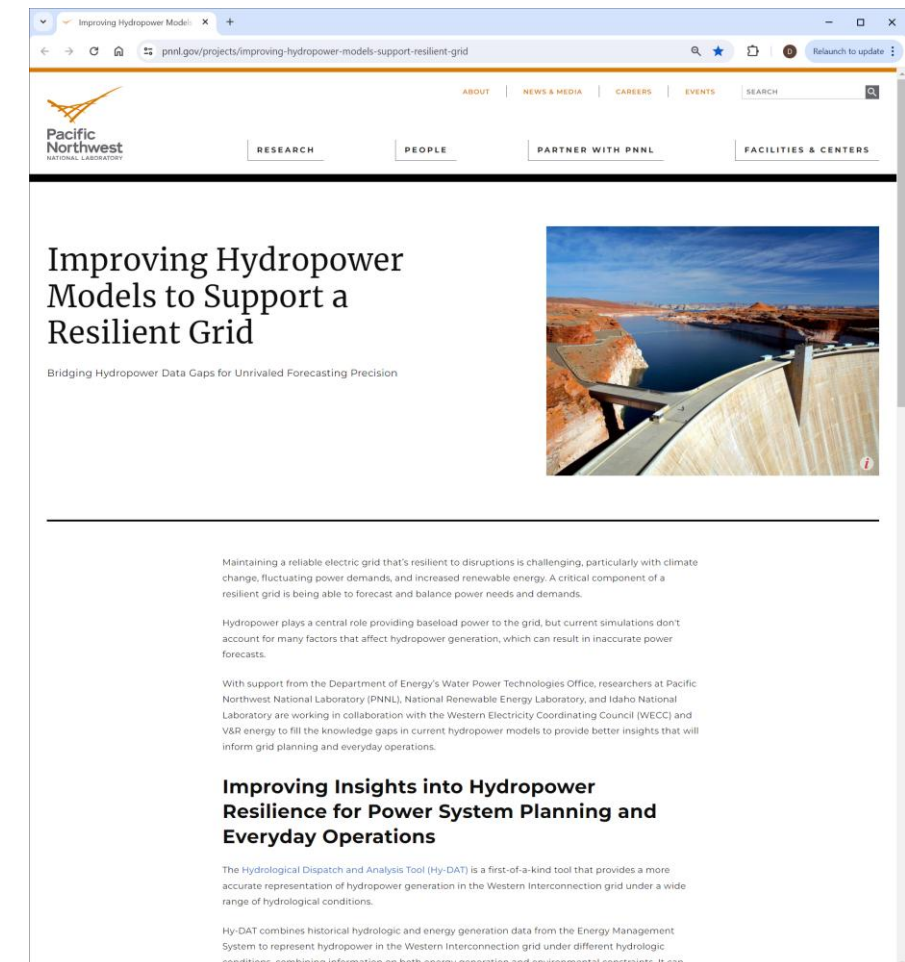 Improving Hydropower Models
pnnl.gov/projects/improving-hydropower-models-support-resilient-grid
D
Relaunch to update
ABOUT
NEWS & MEDIA
CAREERS
EVENTS
SEARCH
Pacific
Northwest
NATIONAL LABORATORY
RESEARCH
PEOPLE
PARTNER WITH PNNL
FACILITIES & CENTERS
Improving Hydropower
Models to Support a
Resilient Grid
Bridging Hydropower Data Gaps for Unrivaled Forecasting Precision
i
Maintaining a reliable electric grid that's resilient to disruptions is challenging, particularly with climate
change, fluctuating power demands, and increased renewable energy. A critical component of a
resilient grid is being able to forecast and balance power needs and demands.
Hydropower plays a central role providing baseload power to the grid, but current simulations don't
account for many factors that affect hydropower generation, which can result in inaccurate power
forecasts.
With support from the Department of Energy's Water Power Technologies Office, researchers at Pacific
Northwest National Laboratory (PNNL), National Renewable Energy Laboratory, and Idaho National
Laboratory are working in collaboration with the Western Electricity Coordinating Council (WECC) and
V&R energy to fill the knowledge gaps in current hydropower models to provide better insights that will
inform grid planning and everyday operations.
Improving Insights into Hydropower
Resilience for Power System Planning and
Everyday Operations
The Hydrological Dispatch and Analysis Tool (Hy-DAT) is a first-of-a-kind tool that provides a more
accurate representation of hydropower generation in the Western Interconnection grid under a wide
range of hydrological conditions.
Hy-DAT combines historical hydrologic and energy generation data from the Energy Management
System to represent hydropower in the Western Interconnection grid under different hydrologic
conditions, combining information on both energy generation and environmental constraints. It can